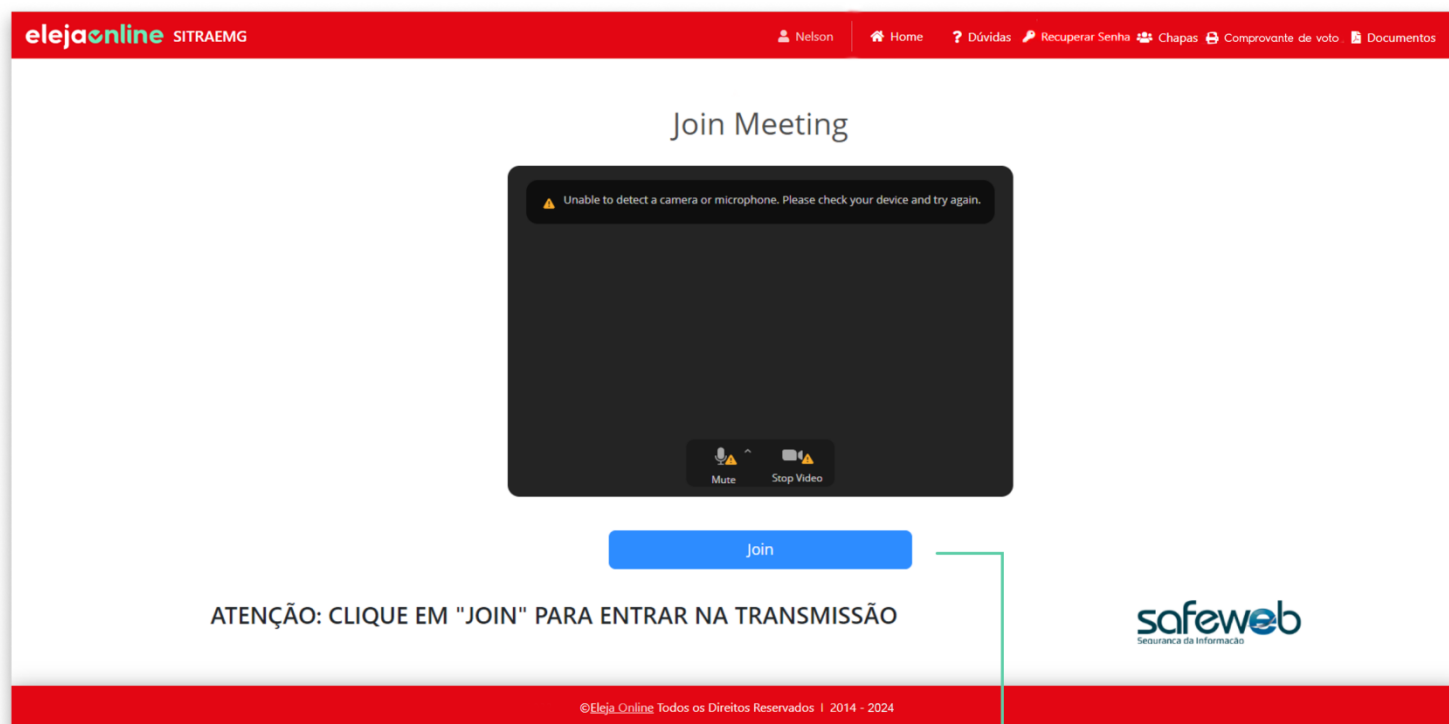 elejaonline SITRAEMG Nelson Home ? Dúvidas Recuperar Senha Chapas Comprovante de voto Documentos
Join Meeting
Unable to detect a camera or microphone. Please check your device and try again.
Mute Stop Video
Join
ATENÇÃO: CLIQUE EM "JOIN" PARA ENTRAR NA TRANSMISSÃO
safeweb
Segurança da Informação
©Eleja Online Todos os Direitos Reservados | 2014 - 2024